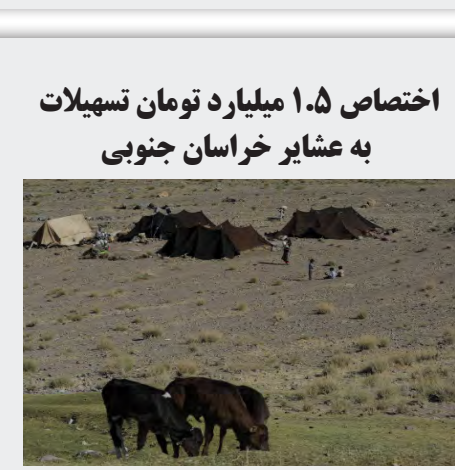 اختصاص ۱.۵ میلیارد تومان تسهیلات
به عشایر خراسان جنوبی